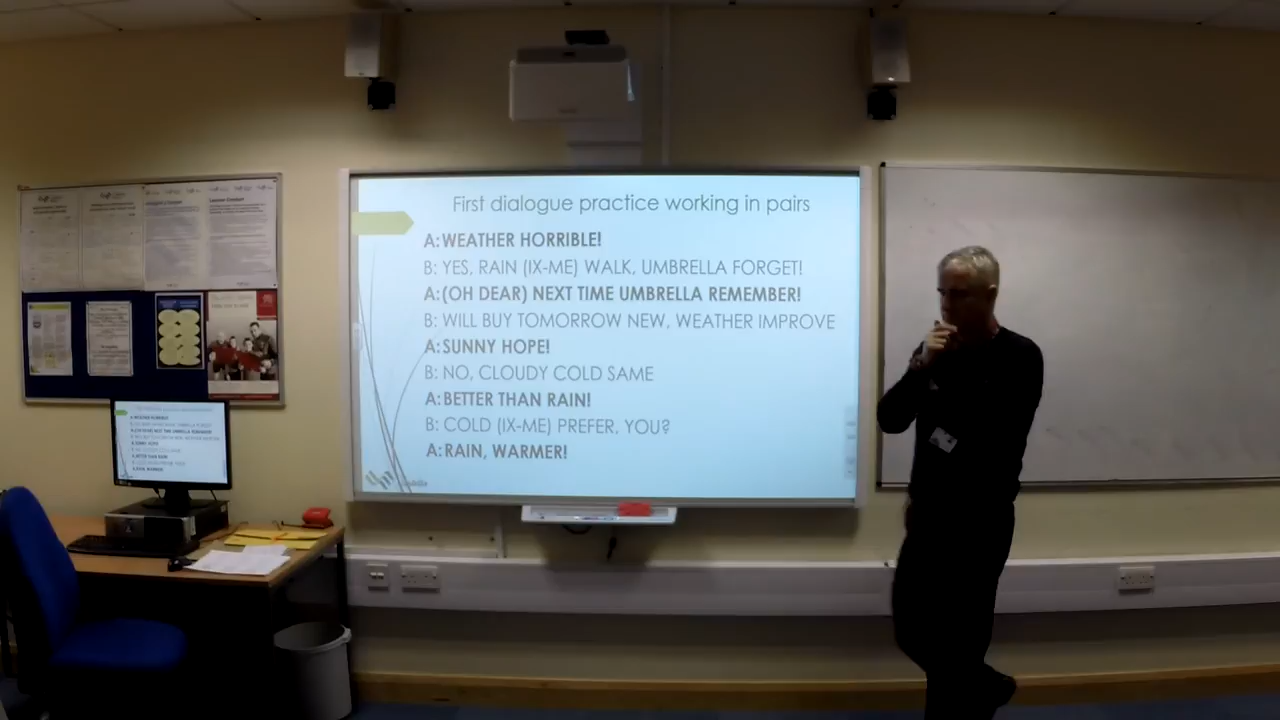 First dialogue practice working in pairs
A: WEATHER HORRIBLE!
B: YES, RAIN (IX-ME) WALK, UMBRELLA FORGET!
A: (OH DEAR) NEXT TIME UMBRELLA REMEMBER!
B: WILL BUY TOMORROW NEW, WEATHER IMPROVE
A: SUNNY HOPE!
B: NO, CLOUDY COLD SAME
A: BETTER THAN RAIN!
B: COLD (IX-ME) PREFER, YOU?
A: RAIN, WARMER!